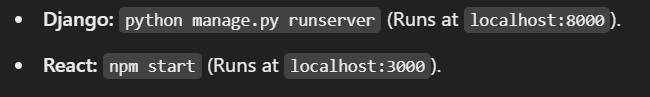 • Django: python manage.py runserver (Runs at localhost:8000).
• React: npm start (Runs at localhost:3000).